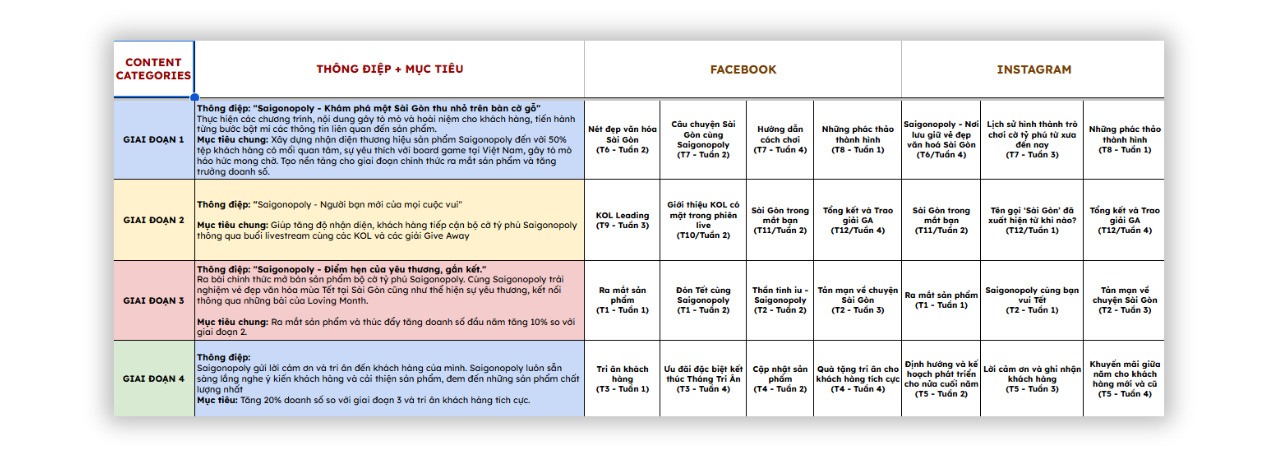 CONTENT
CATEGORIES
THÔNG ĐIỆP + MỤC TIÊU
FACEBOOK
INSTAGRAM
GIAI ĐOẠN 1
Thông điệp: "Saigonopoly - Khám phá một Sài Gòn thu nhỏ trên bàn cờ gỗ"
Thực hiện các chương trình, nội dung gây tò mò và hoài niệm cho khách hàng, tiến hành
từng bước bật mí các thông tin liên quan đến sản phẩm.
Mục tiêu chung: Xây dựng nhận diện thương hiệu sản phẩm Saigonopoly đến với 50%
tệp khách hàng có mối quan tâm, sự yêu thích với board game tại Việt Nam, gây tò mò
háo hức mong chờ. Tạo nền tảng cho giai đoạn chính thức ra mắt sản phẩm và tăng
trưởng doanh số.
Nét đẹp văn hóa
Sài Gòn
(T6 - Tuần 2)
Câu chuyện Sài
Gòn cùng
Saigonopoly
(T7 - Tuần 2)
Hướng dẫn
cách chơi
(T7 - Tuần 4)
Những phác thảo
thành hình
(T8 - Tuần 1)
Saigonopoly - Nơi
lưu giữ vẻ đẹp
văn hoá Sài Gòn
(T6/Tuần 4)
Lịch sử hình thành trò
chơi cờ tỷ phú từ xưa
đến nay
(T7 - Tuần 3)
Những phác thảo
thành hình
(T8 - Tuần 1)
GIAI ĐOẠN 2
Thông điệp: "Saigonopoly - Người bạn mới của mọi cuộc vui"
Mục tiêu chung: Giúp tăng độ nhận diện, khách hàng tiếp cận bộ cờ tỷ phú Saigonopoly
thông qua buổi livestream cùng các KOL và các giải Give Away
KOL Leading
(T9 - Tuần 3)
Giới thiệu KOL có
mặt trong phiên
live
(T10/Tuần 2)
Sài Gòn trong
mắt bạn
(T11/Tuần 2)
Tổng kết và Trao
giải GA
(T12/Tuần 4)
Sài Gòn trong
mắt bạn
(T11/Tuần 2)
Tên gọi 'Sài Gòn' đã
xuất hiện từ khi nào?
(T12/Tuần 1)
Tổng kết và Trao
giải GA
(T12/Tuần 4)
GIAI ĐOẠN 3
Thông điệp: "Saigonopoly - Điểm hẹn của yêu thương, gắn kết."
Ra bài chính thức mở bán sản phẩm bộ cờ tỷ phú Saigonopoly. Cùng Saigonopoly trải
nghiệm vẻ đẹp văn hóa mùa Tết tại Sài Gòn cũng như thể hiện sự yêu thương, kết nối
thông qua những bài của Loving Month.
Mục tiêu chung: Ra mắt sản phẩm và thúc đẩy tăng doanh số đầu năm tăng 10% so với
giai đoạn 2.
Ra mắt sản
phẩm
(T1 - Tuần 1)
Đón Tết cùng
Saigonopoly
(T1 - Tuần 2)
Thần tình iu -
Saigonopoly
(T2 - Tuần 2)
Tản mạn về chuyện
Sài Gòn
(T2 - Tuần 3)
Ra mắt sản phẩm
(T1 - Tuần 1)
Saigonopoly cùng bạn
vui Tết
(T2 - Tuần 1)
Tản mạn về
chuyện Sài Gòn
(T2 - Tuần 3)
GIAI ĐOẠN 4
Thông điệp:
Saigonopoly gửi lời cảm ơn và tri ân đến khách hàng của mình. Saigonopoly luôn sẵn
sàng lắng nghe ý kiến khách hàng và cải thiện sản phẩm, đem đến những sản phẩm chất
lượng nhất
Mục tiêu: Tăng 20% doanh số so với giai đoạn 3 và tri ân khách hàng tích cực.
Tri ân khách
hàng
(T3 - Tuần 1)
Ưu đãi đặc biệt kết
thúc Tháng Tri Ân
(T3 - Tuần 4)
Cập nhật sản
phẩm
(T4 - Tuần 2)
Quà tặng tri ân cho
khách hàng tích cực
(T4 - Tuần 4)
Định hướng và kế
hoạch phát triển
cho nửa cuối năm
(T5 - Tuần 2)
Lời cảm ơn và ghi nhận
khách hàng
(T5 - Tuần 3)
Khuyến mãi giữa
năm cho khách
hàng mới và cũ
(T5 - Tuần 4)